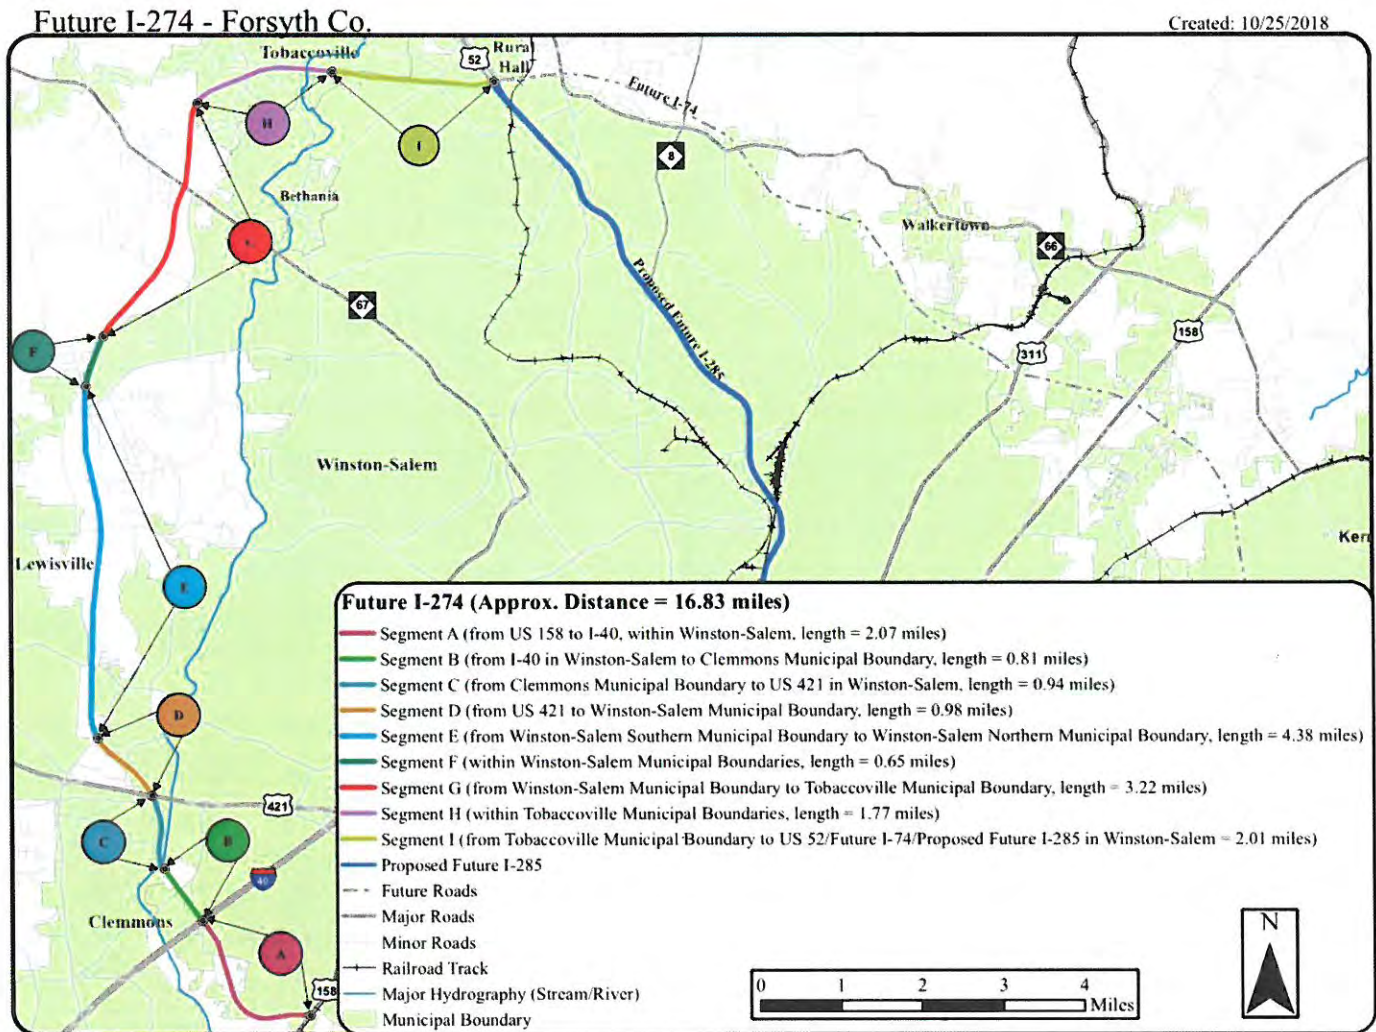 Future I-274 - Forsyth Co.
Created: 10/25/2018
Tobaccoville
52
Rural
Hall
Future I-74
H
I
8
Bethania
G
Walkertown
66
67
Proposed Future I-285
F
311
158
Winston-Salem
Lewisville
E
Kern
D
421
C
B
40
Clemmons
A
158
Future I-274 (Approx. Distance = 16.83 miles)
Segment A (from US 158 to I-40, within Winston-Salem, length = 2.07 miles)
Segment B (from I-40 in Winston-Salem to Clemmons Municipal Boundary, length = 0.81 miles)
Segment C (from Clemmons Municipal Boundary to US 421 in Winston-Salem, length = 0.94 miles)
Segment D (from US 421 to Winston-Salem Municipal Boundary, length = 0.98 miles)
Segment E (from Winston-Salem Southern Municipal Boundary to Winston-Salem Northern Municipal Boundary, length = 4.38 miles)
Segment F (within Winston-Salem Municipal Boundaries, length = 0.65 miles)
Segment G (from Winston-Salem Municipal Boundary to Tobaccoville Municipal Boundary, length = 3.22 miles)
Segment H (within Tobaccoville Municipal Boundaries, length = 1.77 miles)
Segment I (from Tobaccoville Municipal Boundary to US 52/Future I-74/Proposed Future I-285 in Winston-Salem = 2.01 miles)
Proposed Future I-285
Future Roads
Major Roads
Minor Roads
Railroad Track
Major Hydrography (Stream/River)
Municipal Boundary
0 1 2 3 4
Miles
N